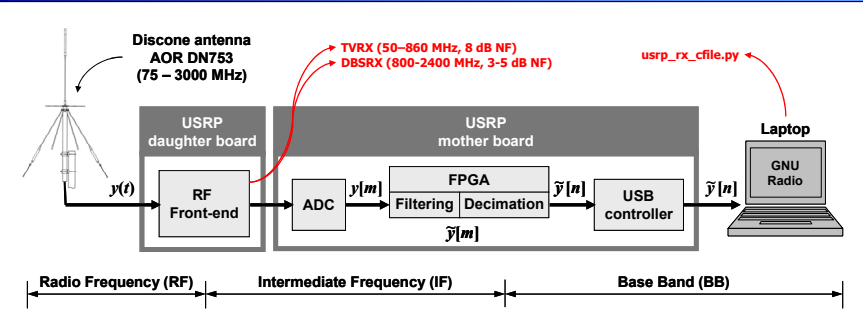 Discone antenna
AOR DN753
(75 – 3000 MHz)
TVRX (50–860 MHz, 8 dB NF)
DBSRX (800-2400 MHz, 3-5 dB NF)
usrp_rx_cfile.py
USRP
daughter board
USRP
mother board
Laptop
y(t)
RF
Front-end
ADC
y[m]
FPGA
Filtering
Decimation
ỹ[m]
ỹ[n]
USB
controller
ỹ[n]
GNU
Radio
Radio Frequency (RF)
Intermediate Frequency (IF)
Base Band (BB)